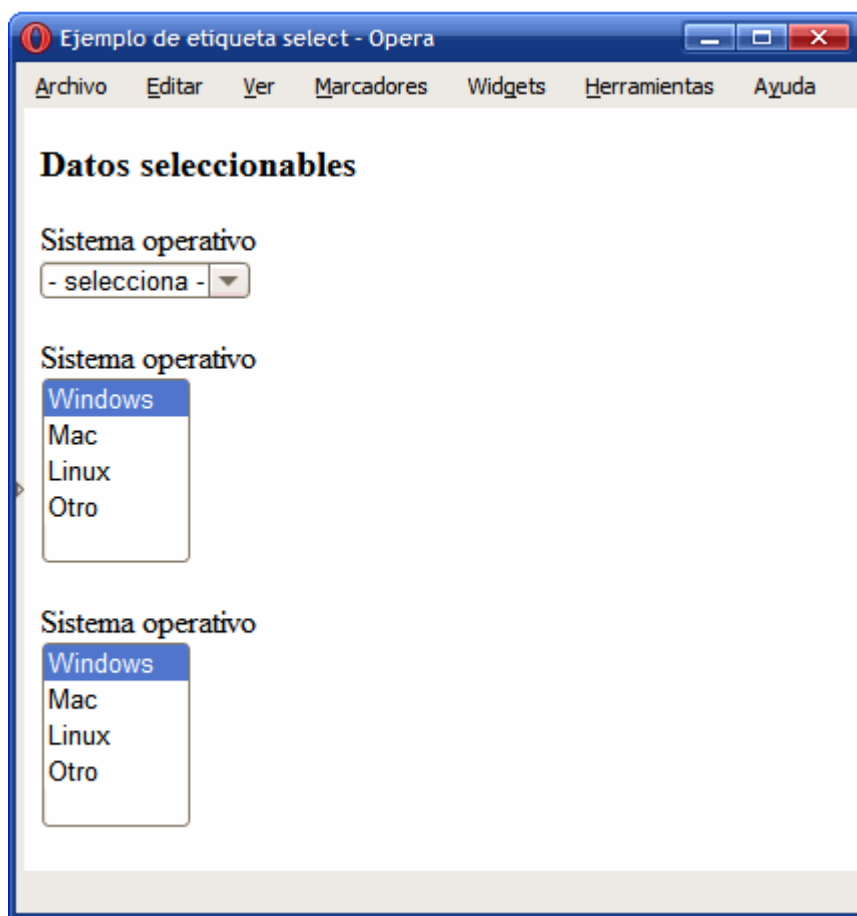 Ejemplo de etiqueta select - Opera
Archivo Editar Ver Marcadores Widgets Herramientas Ayuda
Datos seleccionables
Sistema operativo
- selecciona -
Sistema operativo
Windows
Mac
Linux
Otro
Sistema operativo
Windows
Mac
Linux
Otro